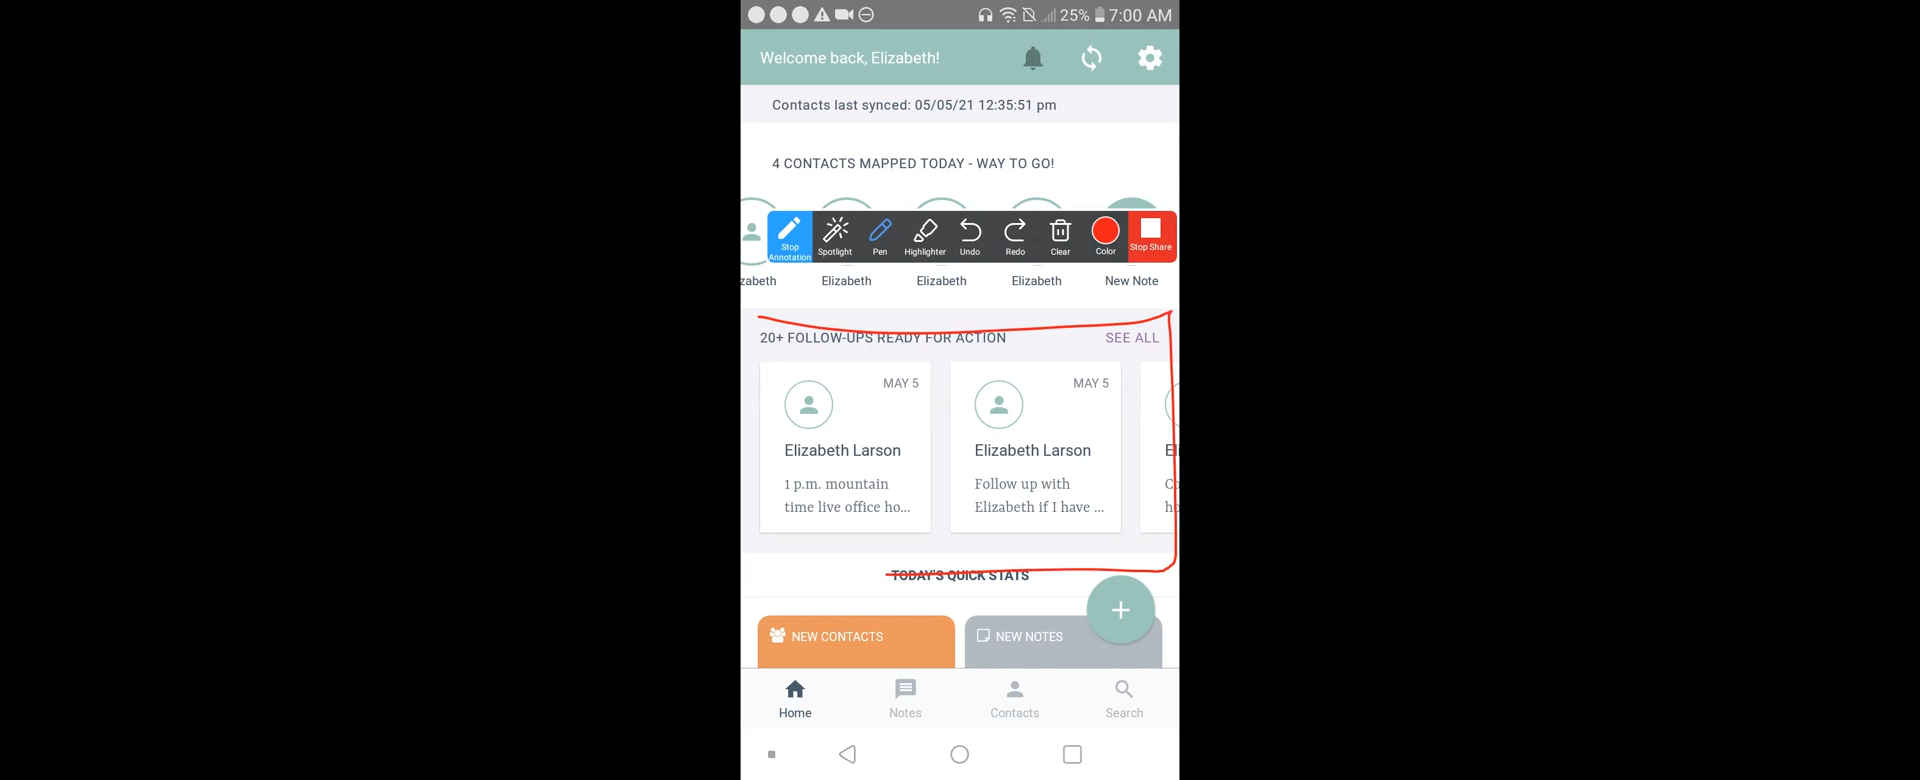 25% 7:00 AM
Welcome back, Elizabeth!
Contacts last synced: 05/05/21 12:35:51 pm
4 CONTACTS MAPPED TODAY - WAY TO GO!
Stop Annotation
Spotlight
Pen
Highlighter
Undo
Redo
Clear
Color
Stop Share
zabeth
Elizabeth
Elizabeth
Elizabeth
New Note
20+ FOLLOW-UPS READY FOR ACTION
SEE ALL
MAY 5
Elizabeth Larson
1 p.m. mountain
time live office ho...
MAY 5
Elizabeth Larson
Follow up with
Elizabeth if I have ...
TODAY'S QUICK STATS
NEW CONTACTS
NEW NOTES
Home
Notes
Contacts
Search